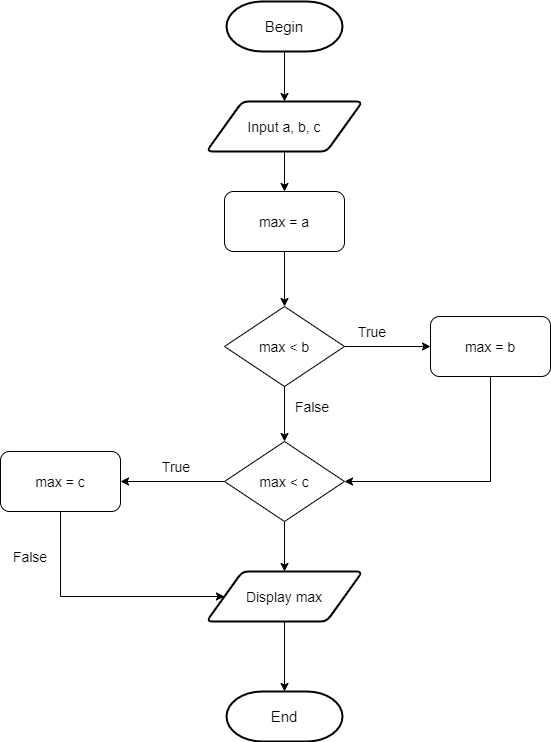 Begin
Input a, b, c
max = a
max < b
True
max = b
False
max < c
True
max = c
False
Display max
End